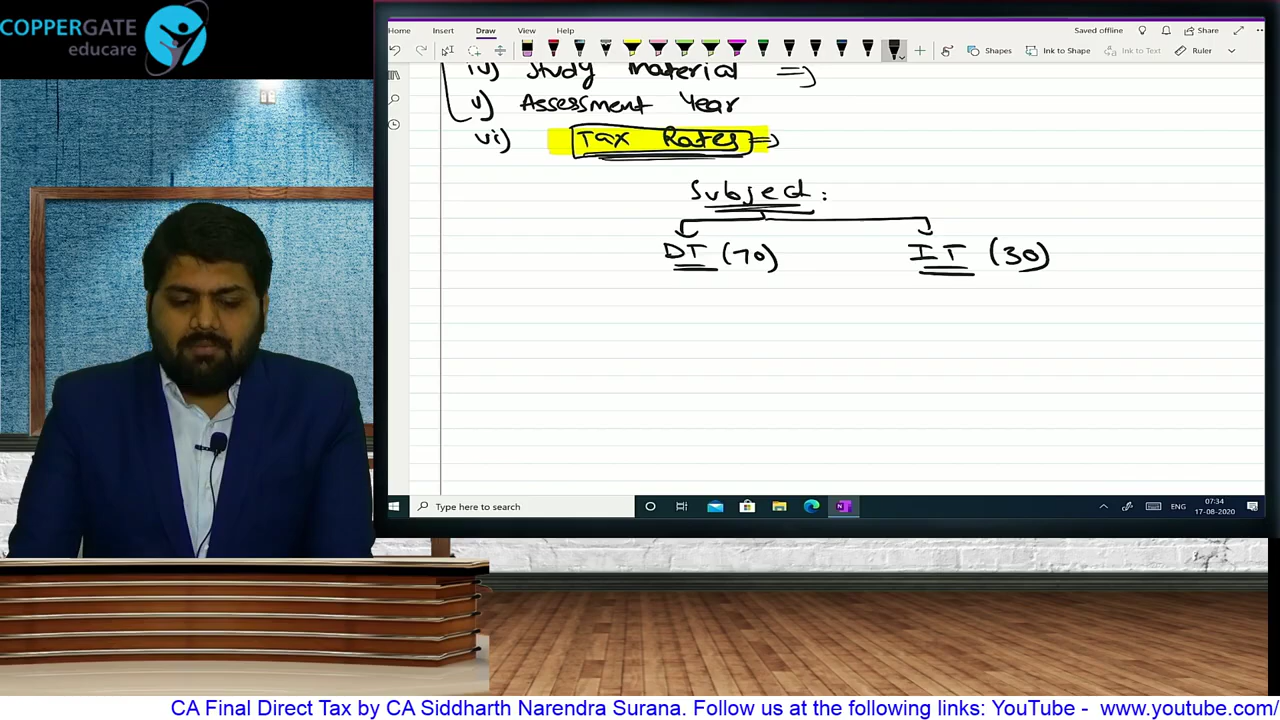 COPPERGATE
educare
Home Insert Draw View Help
Saved offline Share
Shapes Ink to Shape Ink to Text Ruler
iv) Study Material =>
v) Assessment Year
vi) Tax Rates =>
Subject :
DT (70) IT (30)
Type here to search
ENG 07:34
17-08-2020
CA Final Direct Tax by CA Siddharth Narendra Surana. Follow us at the following links: YouTube - www.youtube.com/